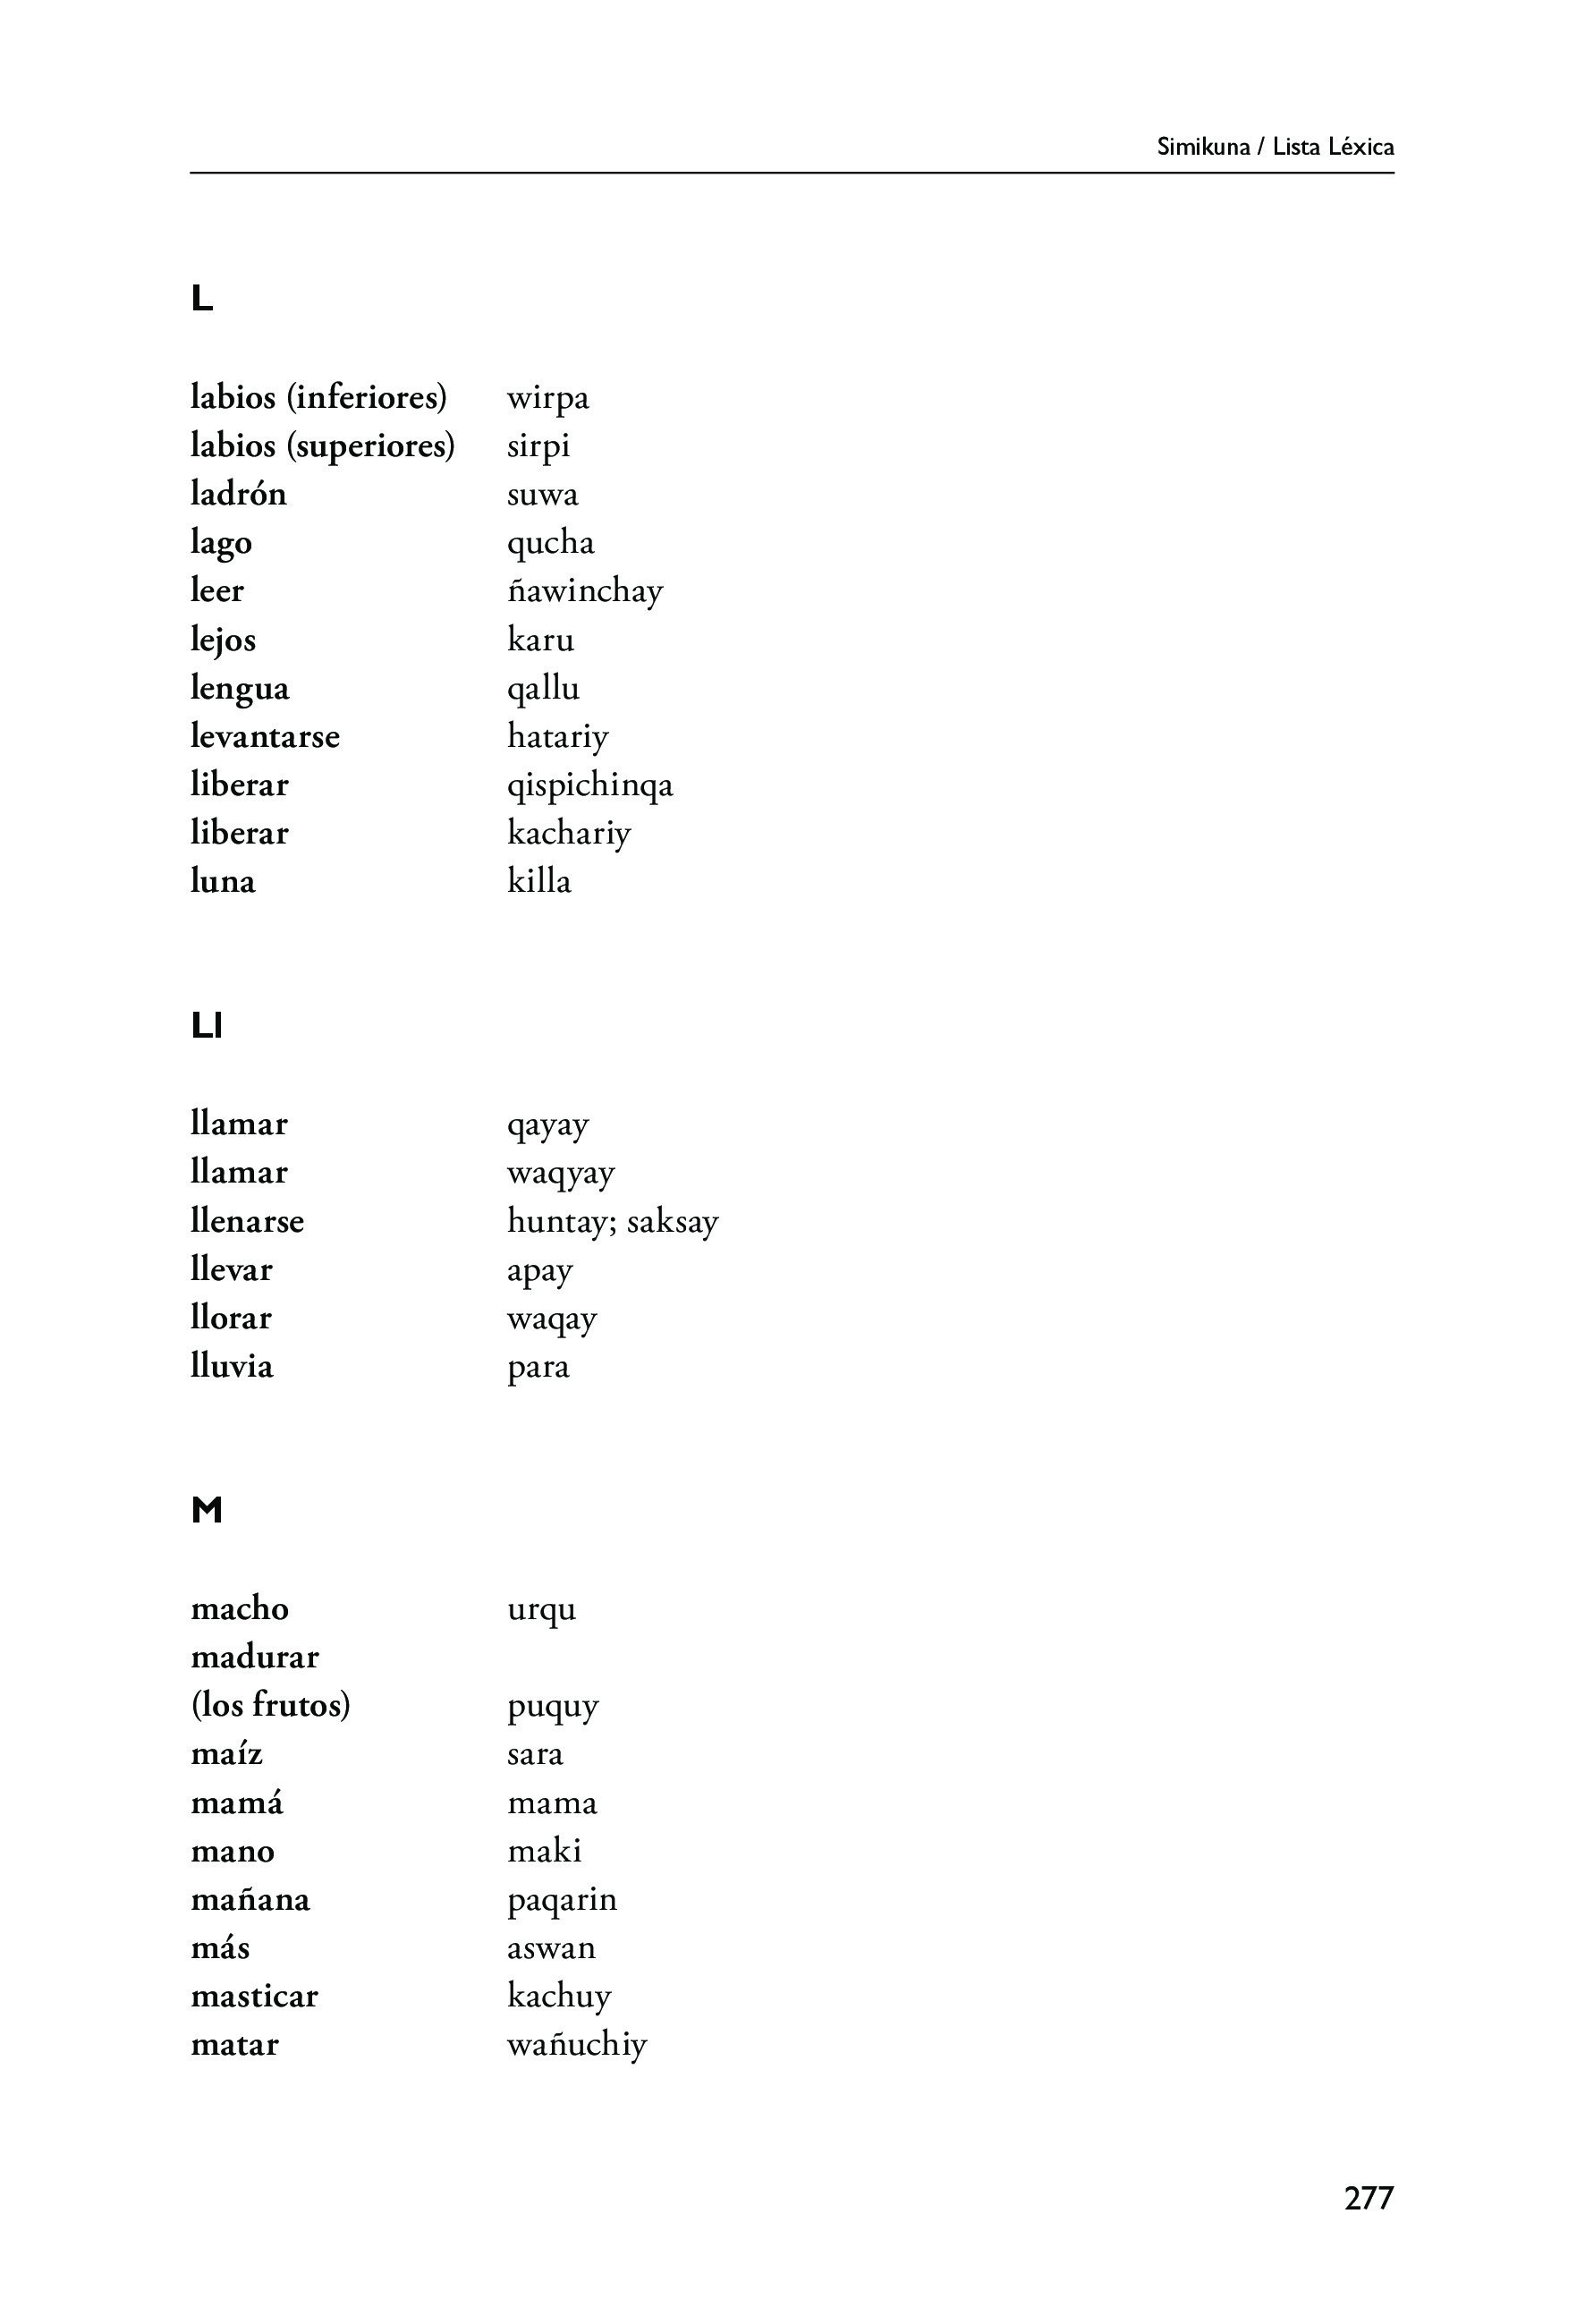 Simikuna / Lista Léxica
L
labios (inferiores) wirpa
labios (superiores) sirpi
ladrón suwa
lago qucha
leer ñawinchay
lejos karu
lengua qallu
levantarse hatariy
liberar qispichinqa
liberar kachariy
luna killa
Ll
llamar qayay
llamar waqyay
llenarse huntay; saksay
llevar apay
llorar waqay
lluvia para
M
macho urqu
madurar
(los frutos) puquy
maíz sara
mamá mama
mano maki
mañana paqarin
más aswan
masticar kachuy
matar wañuchiy
277